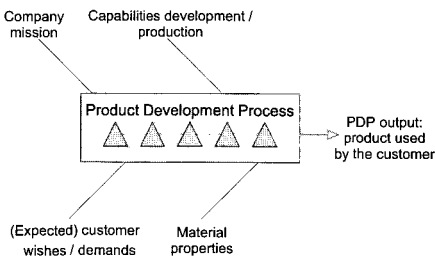 Company
mission
Capabilities development /
production
Product Development Process
PDP output:
product used
by the customer
(Expected) customer
wishes / demands
Material
properties